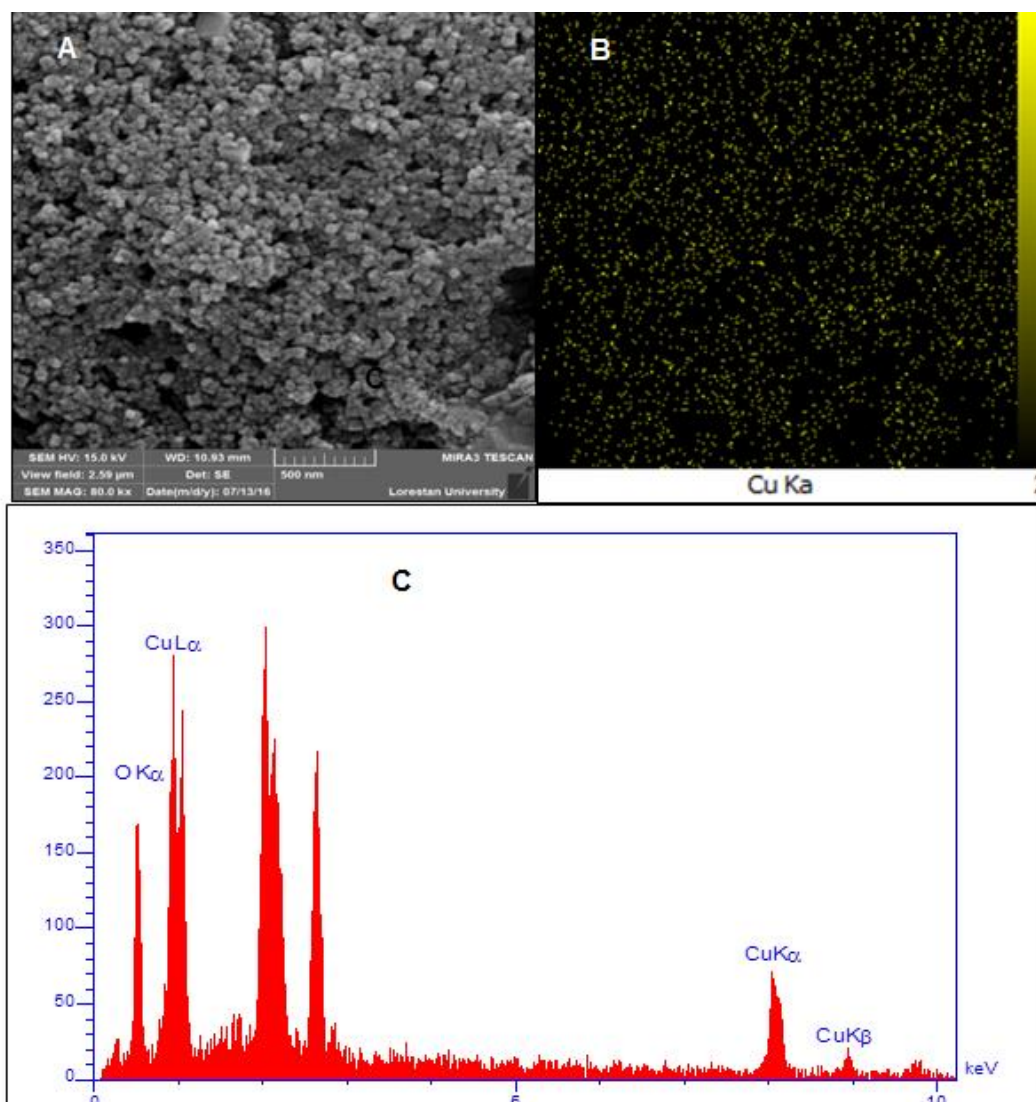 A
B
C
SEM HV: 15.0 kV WD: 10.93 mm MIRA3 TESCAN
View field: 2.59 µm Det: SE 500 nm
SEM MAG: 80.0 kx Date(m/d/y): 07/13/16 Lorestan University
Cu Ka
C
350
300
250
200
150
100
50
0
CuLα
OKα
CuKα
CuKβ
keV
0
5
10